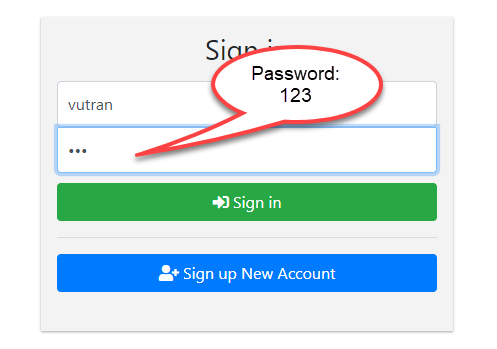 Sign i
Password:
123
vutran
•••
Sign in
Sign up New Account